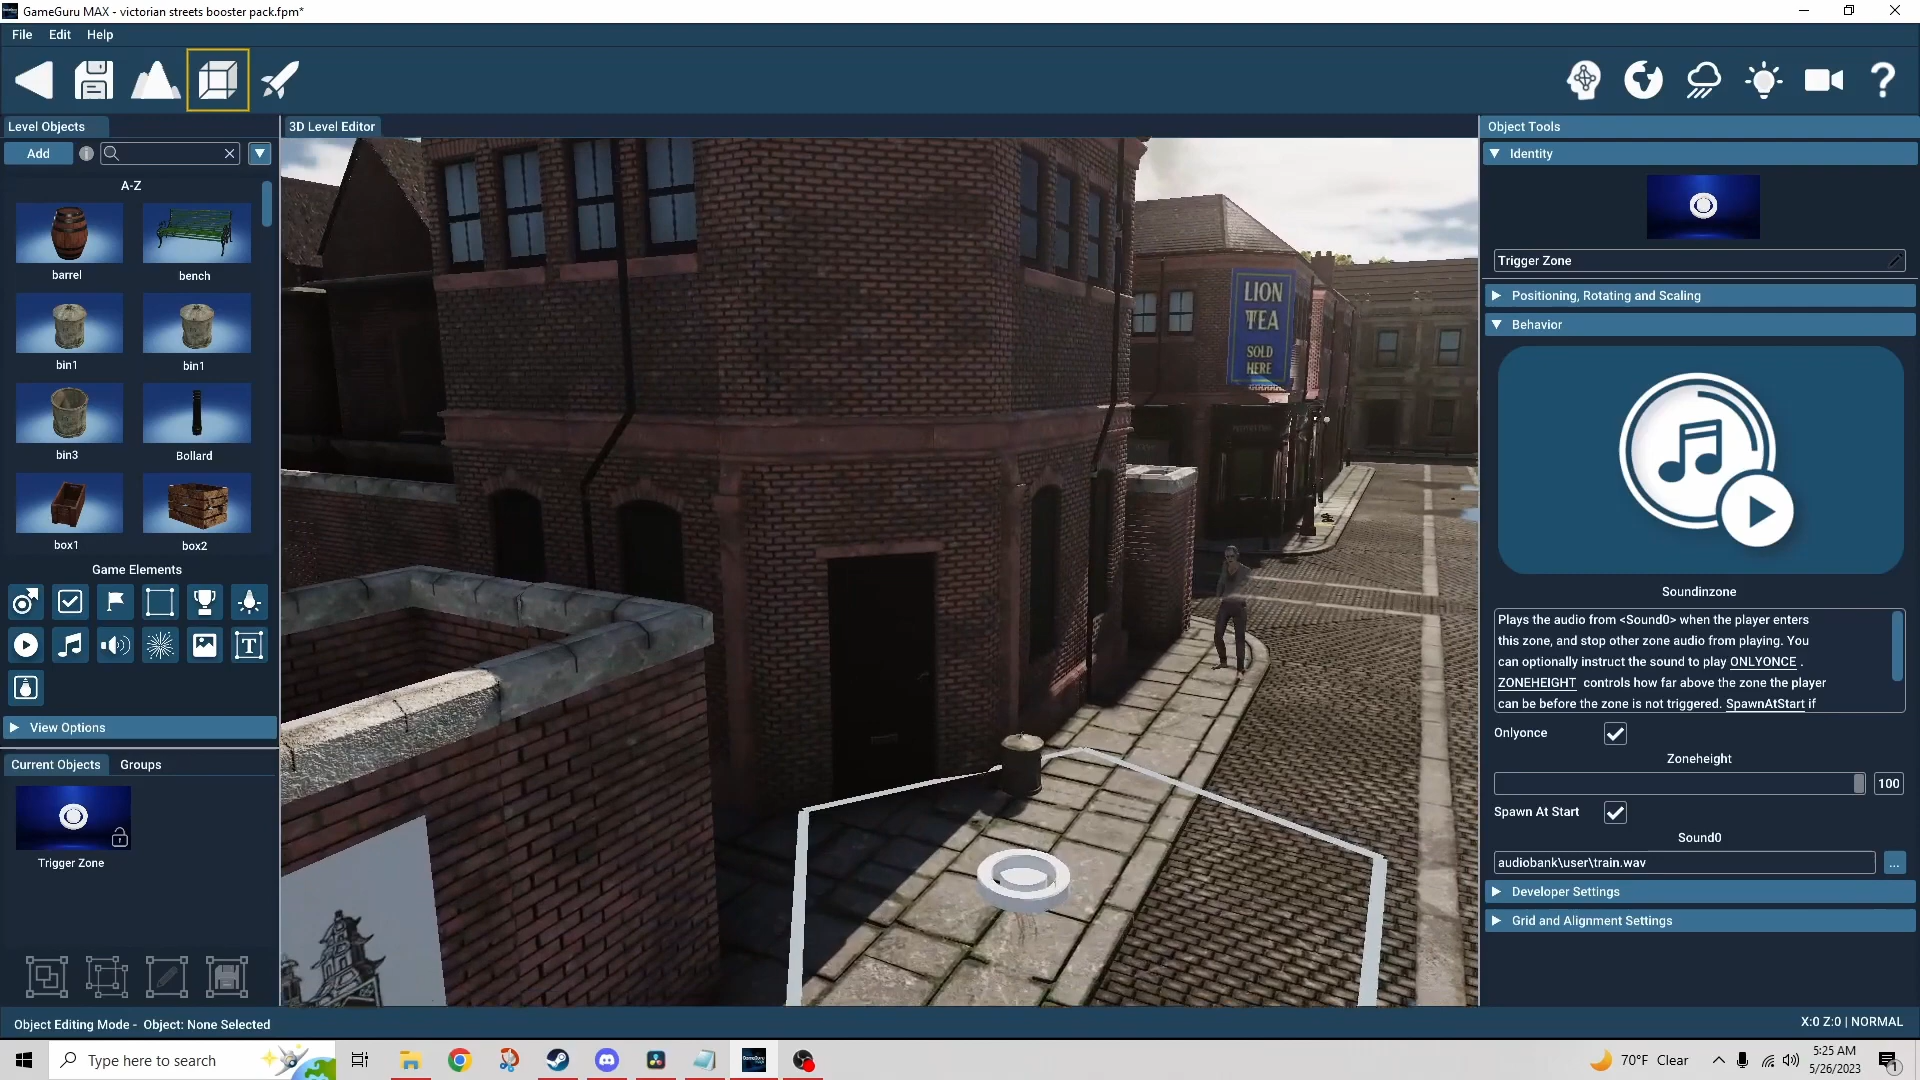 GameGuru MAX - victorian streets booster pack.fpm*
File Edit Help
Level Objects
3D Level Editor
Object Tools
Add
Identity
A-Z
barrel
bench
bin1
bin1
bin3
Bollard
box1
box2
Game Elements
View Options
Current Objects Groups
Trigger Zone
LION
TEA
SOLD
HERE
Trigger Zone
Positioning, Rotating and Scaling
Behavior
Soundinzone
Plays the audio from <Sound0> when the player enters
this zone, and stop other zone audio from playing. You
can optionally instruct the sound to play ONLYONCE .
ZONEHEIGHT controls how far above the zone the player
can be before the zone is not triggered. SpawnAtStart if
Onlyonce
Zoneheight
100
Spawn At Start
Sound0
audiobank\user\train.wav
...
Developer Settings
Grid and Alignment Settings
Object Editing Mode - Object: None Selected
X:0 Z:0 | NORMAL
Type here to search
70°F Clear
5:25 AM
5/26/2023
1